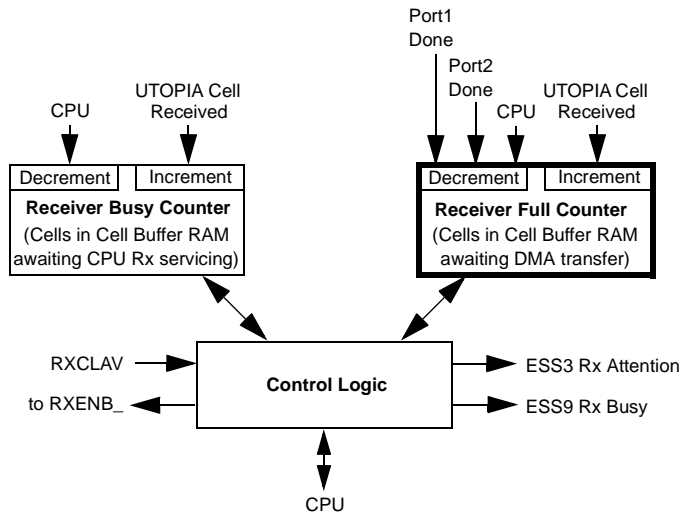 Port1
Done
Port2
Done
CPU
UTOPIA Cell
Received
CPU
UTOPIA Cell
Received
Decrement
Increment
Receiver Busy Counter
(Cells in Cell Buffer RAM
awaiting CPU Rx servicing)
Decrement
Increment
Receiver Full Counter
(Cells in Cell Buffer RAM
awaiting DMA transfer)
RXCLAV
to RXENB_
Control Logic
ESS3 Rx Attention
ESS9 Rx Busy
CPU